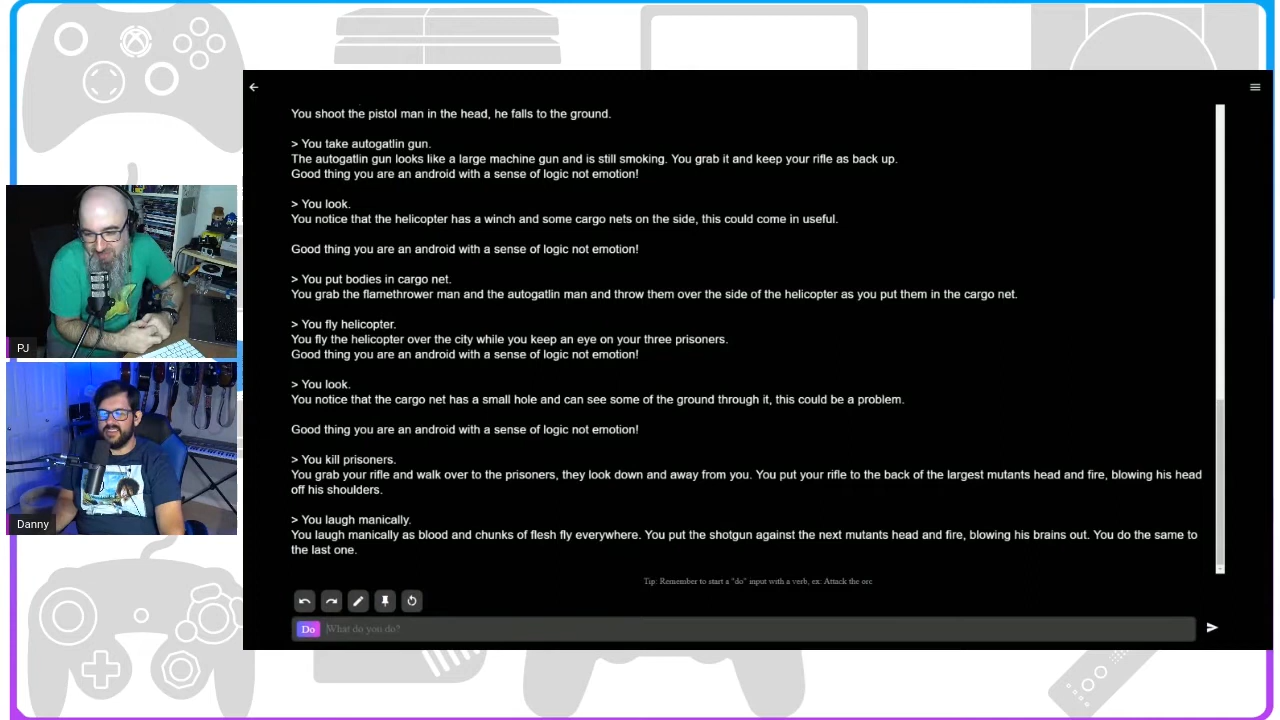 You shoot the pistol man in the head, he falls to the ground.
> You take autogatlin gun.
The autogatlin gun looks like a large machine gun and is still smoking. You grab it and keep your rifle as back up.
Good thing you are an android with a sense of logic not emotion!
> You look.
You notice that the helicopter has a winch and some cargo nets on the side, this could come in useful.
Good thing you are an android with a sense of logic not emotion!
> You put bodies in cargo net.
You grab the flamethrower man and the autogatlin man and throw them over the side of the helicopter as you put them in the cargo net.
> You fly helicopter.
You fly the helicopter over the city while you keep an eye on your three prisoners.
Good thing you are an android with a sense of logic not emotion!
> You look.
You notice that the cargo net has a small hole and can see some of the ground through it, this could be a problem.
Good thing you are an android with a sense of logic not emotion!
> You kill prisoners.
You grab your rifle and walk over to the prisoners, they look down and away from you. You put your rifle to the back of the largest mutants head and fire, blowing his head
off his shoulders.
> You laugh manically.
You laugh manically as blood and chunks of flesh fly everywhere. You put the shotgun against the next mutants head and fire, blowing his brains out. You do the same to
the last one.
Tip: Remember to start a "do" input with a verb, ex: Attack the orc
Do What do you do?
PJ
Danny